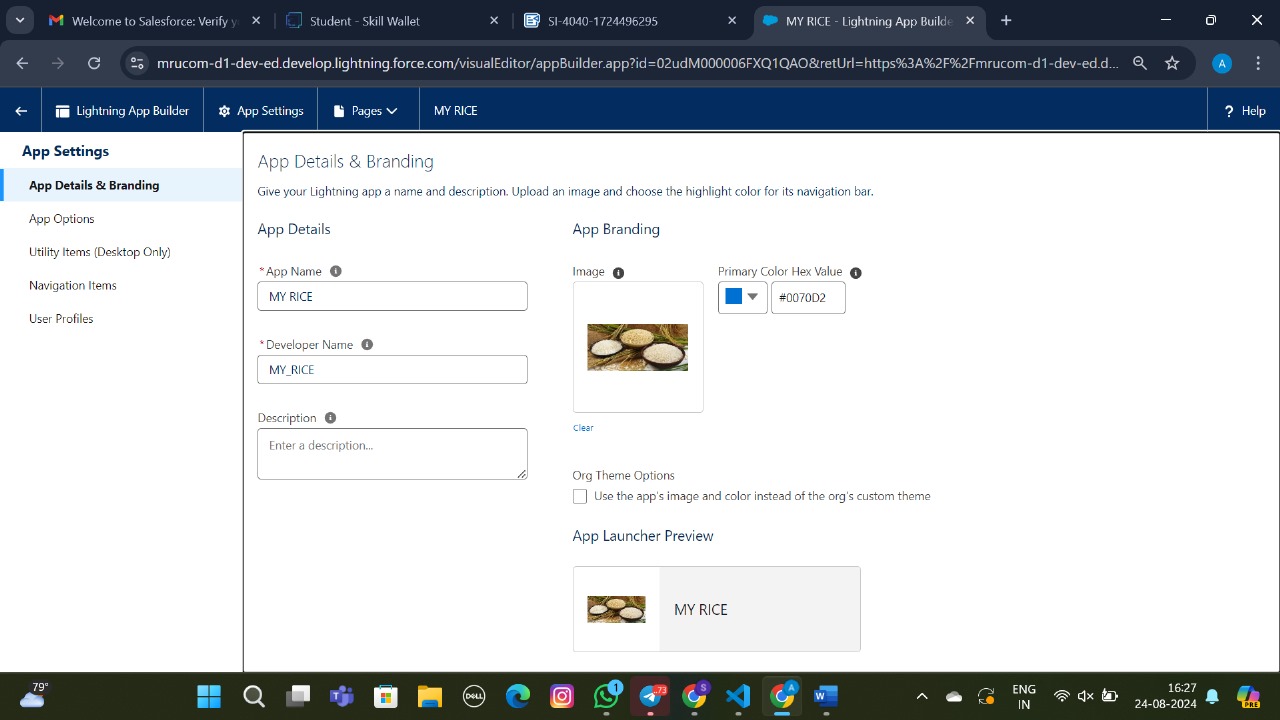 Welcome to Salesforce: Verify y
Student - Skill Wallet
SI-4040-1724496295
MY RICE - Lightning App Builde
mrucom-d1-dev-ed.develop.lightning.force.com/visualEditor/appBuilder.app?id=02udM000006FXQ1QAO&retUrl=https%3A%2F%2Fmrucom-d1-dev-ed.d...
A
Lightning App Builder
App Settings
Pages
MY RICE
? Help
App Settings
App Details & Branding
App Options
Utility Items (Desktop Only)
Navigation Items
User Profiles
App Details & Branding
Give your Lightning app a name and description. Upload an image and choose the highlight color for its navigation bar.
App Details
*App Name
MY RICE
*Developer Name
MY_RICE
Description
Enter a description...
App Branding
Image
Clear
Primary Color Hex Value
#0070D2
Org Theme Options
Use the app's image and color instead of the org's custom theme
App Launcher Preview
MY RICE
79°
DELL
1
73
S
A
W
ENG
IN
16:27
24-08-2024
PRE